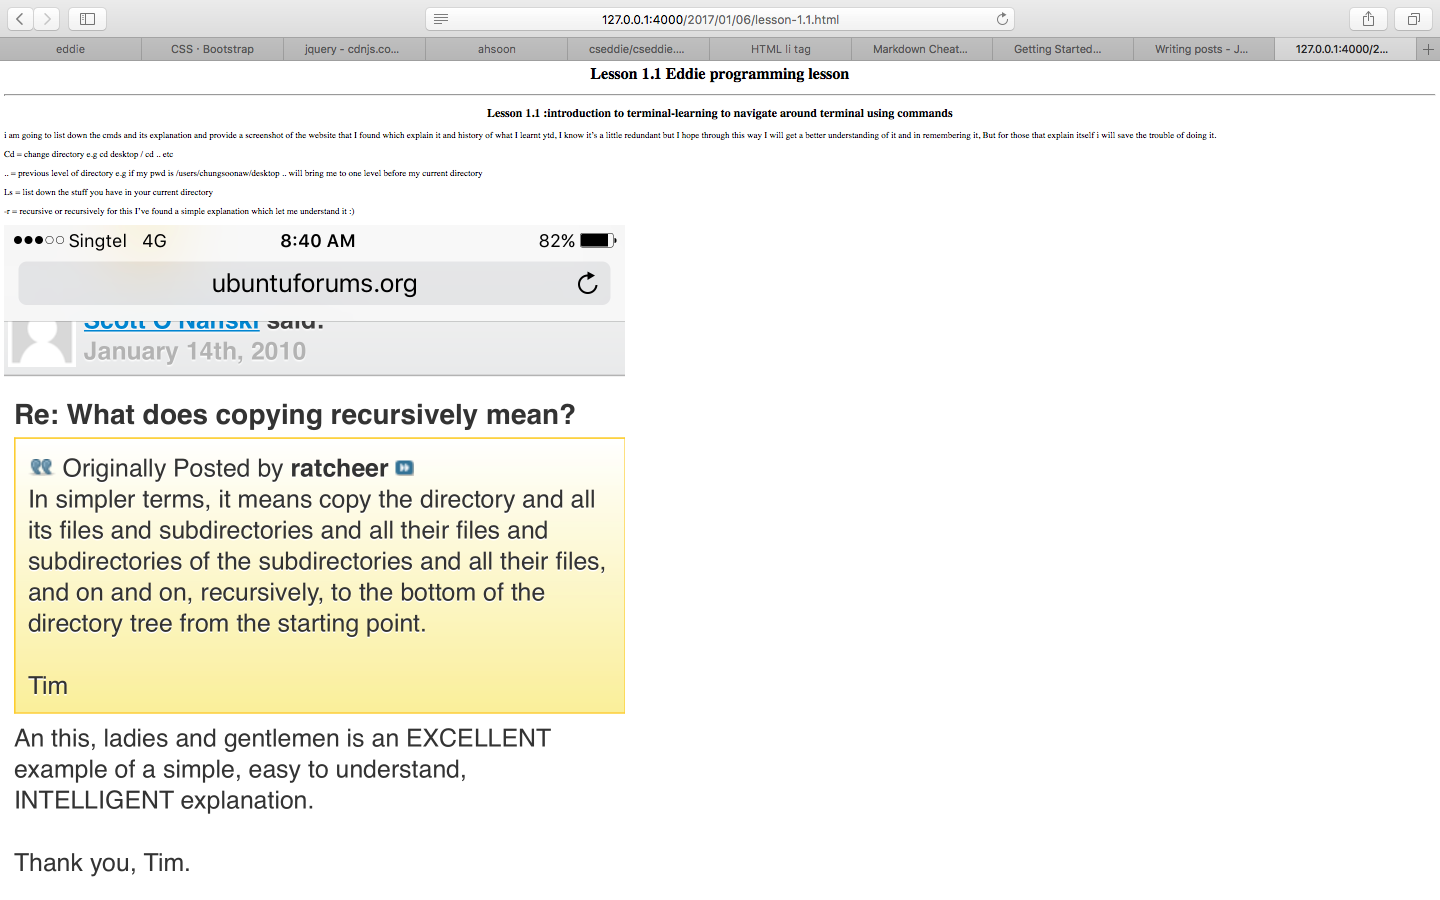 127.0.0.1:4000/2017/01/06/lesson-1.1.html
eddie
CSS · Bootstrap
jquery - cdnjs.co...
ahsoon
cseddie/cseddie....
HTML li tag
Markdown Cheat...
Getting Started...
Writing posts - J...
127.0.0.1:4000/2...
Lesson 1.1 Eddie programming lesson
Lesson 1.1 :introduction to terminal-learning to navigate around terminal using commands
i am going to list down the cmds and its explanation and provide a screenshot of the website that I found which explain it and history of what I learnt ytd, I know it's a little redundant but I hope through this way I will get a better understanding of it and in remembering it, But for those that explain itself i will save the trouble of doing it.
Cd = change directory e.g cd desktop / cd .. etc
.. = previous level of directory e.g if my pwd is /users/chungsoonaw/desktop .. will bring me to one level before my current directory
Ls = list down the stuff you have in your current directory
-r = recursive or recursively for this I've found a simple explanation which let me understand it :)
Singtel 4G 8:40 AM 82%
ubuntuforums.org
Scott O'Nanski said:
January 14th, 2010
Re: What does copying recursively mean?
Originally Posted by ratcheer
In simpler terms, it means copy the directory and all
its files and subdirectories and all their files and
subdirectories of the subdirectories and all their files,
and on and on, recursively, to the bottom of the
directory tree from the starting point.
Tim
An this, ladies and gentlemen is an EXCELLENT
example of a simple, easy to understand,
INTELLIGENT explanation.
Thank you, Tim.